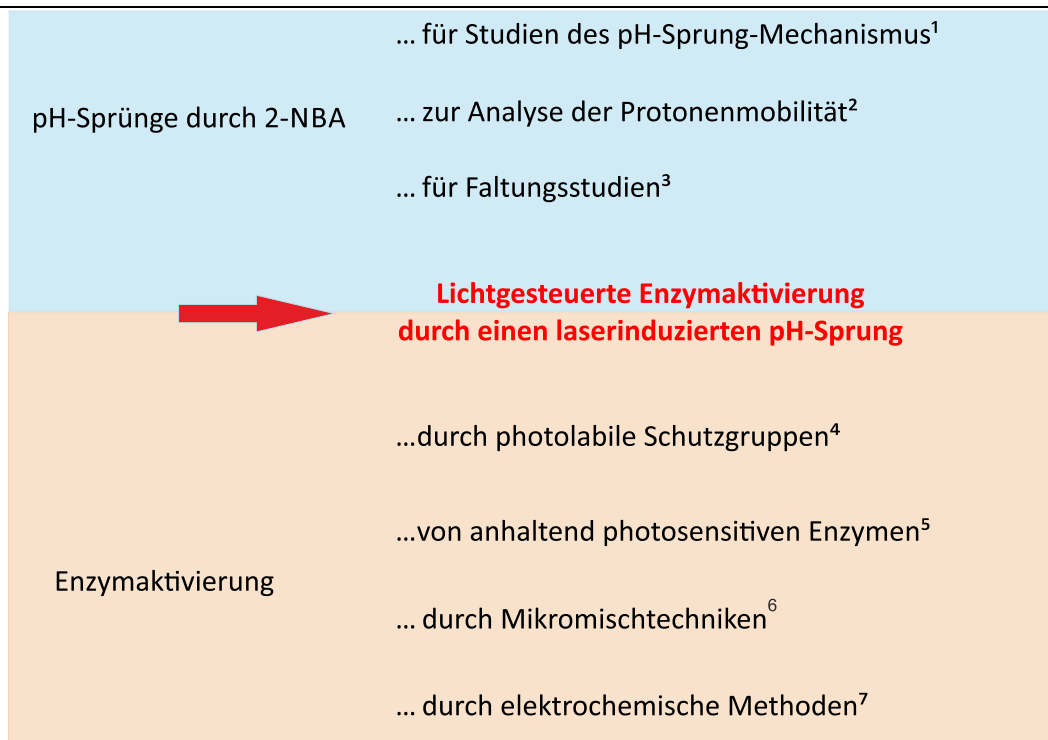 … für Studien des pH-Sprung-Mechanismus¹
pH-Sprünge durch 2-NBA
… zur Analyse der Protonenmobilität²
… für Faltungsstudien³
Lichtgesteuerte Enzymaktivierung
durch einen laserinduzierten pH-Sprung
…durch photolabile Schutzgruppen⁴
…von anhaltend photosensitiven Enzymen⁵
Enzymaktivierung
… durch Mikromischtechniken⁶
… durch elektrochemische Methoden⁷